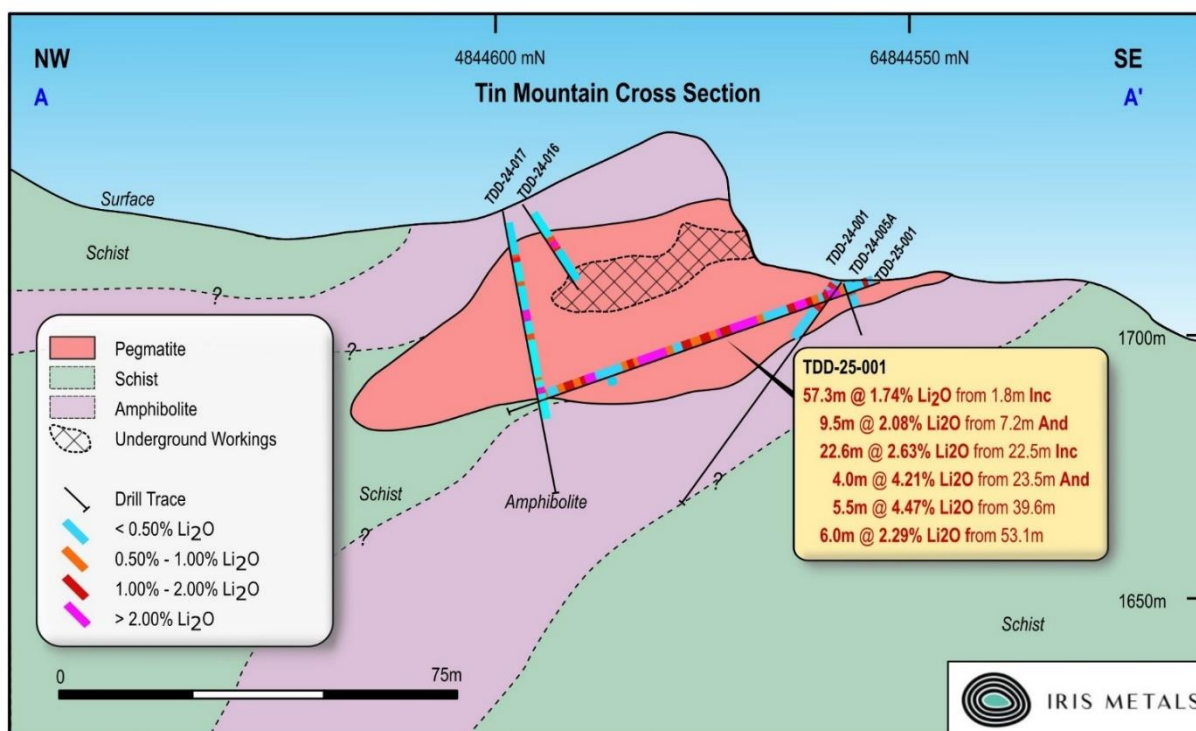 NW
A
4844600 mN
64844550 mN
SE
A'
Tin Mountain Cross Section
TDD-24-017
TDD-24-016
Surface
Schist
TDD-24-001
TDD-24-005A
TDD-25-001
?
?
?
?
?
Pegmatite
Schist
Amphibolite
Underground Workings
Drill Trace
< 0.50% Li2O
0.50% - 1.00% Li2O
1.00% - 2.00% Li2O
> 2.00% Li2O
Schist
Amphibolite
1700m
TDD-25-001
57.3m @ 1.74% Li2O from 1.8m Inc
9.5m @ 2.08% Li2O from 7.2m And
22.6m @ 2.63% Li2O from 22.5m Inc
4.0m @ 4.21% Li2O from 23.5m And
5.5m @ 4.47% Li2O from 39.6m
6.0m @ 2.29% Li2O from 53.1m
1650m
Schist
0
75m
IRIS METALS